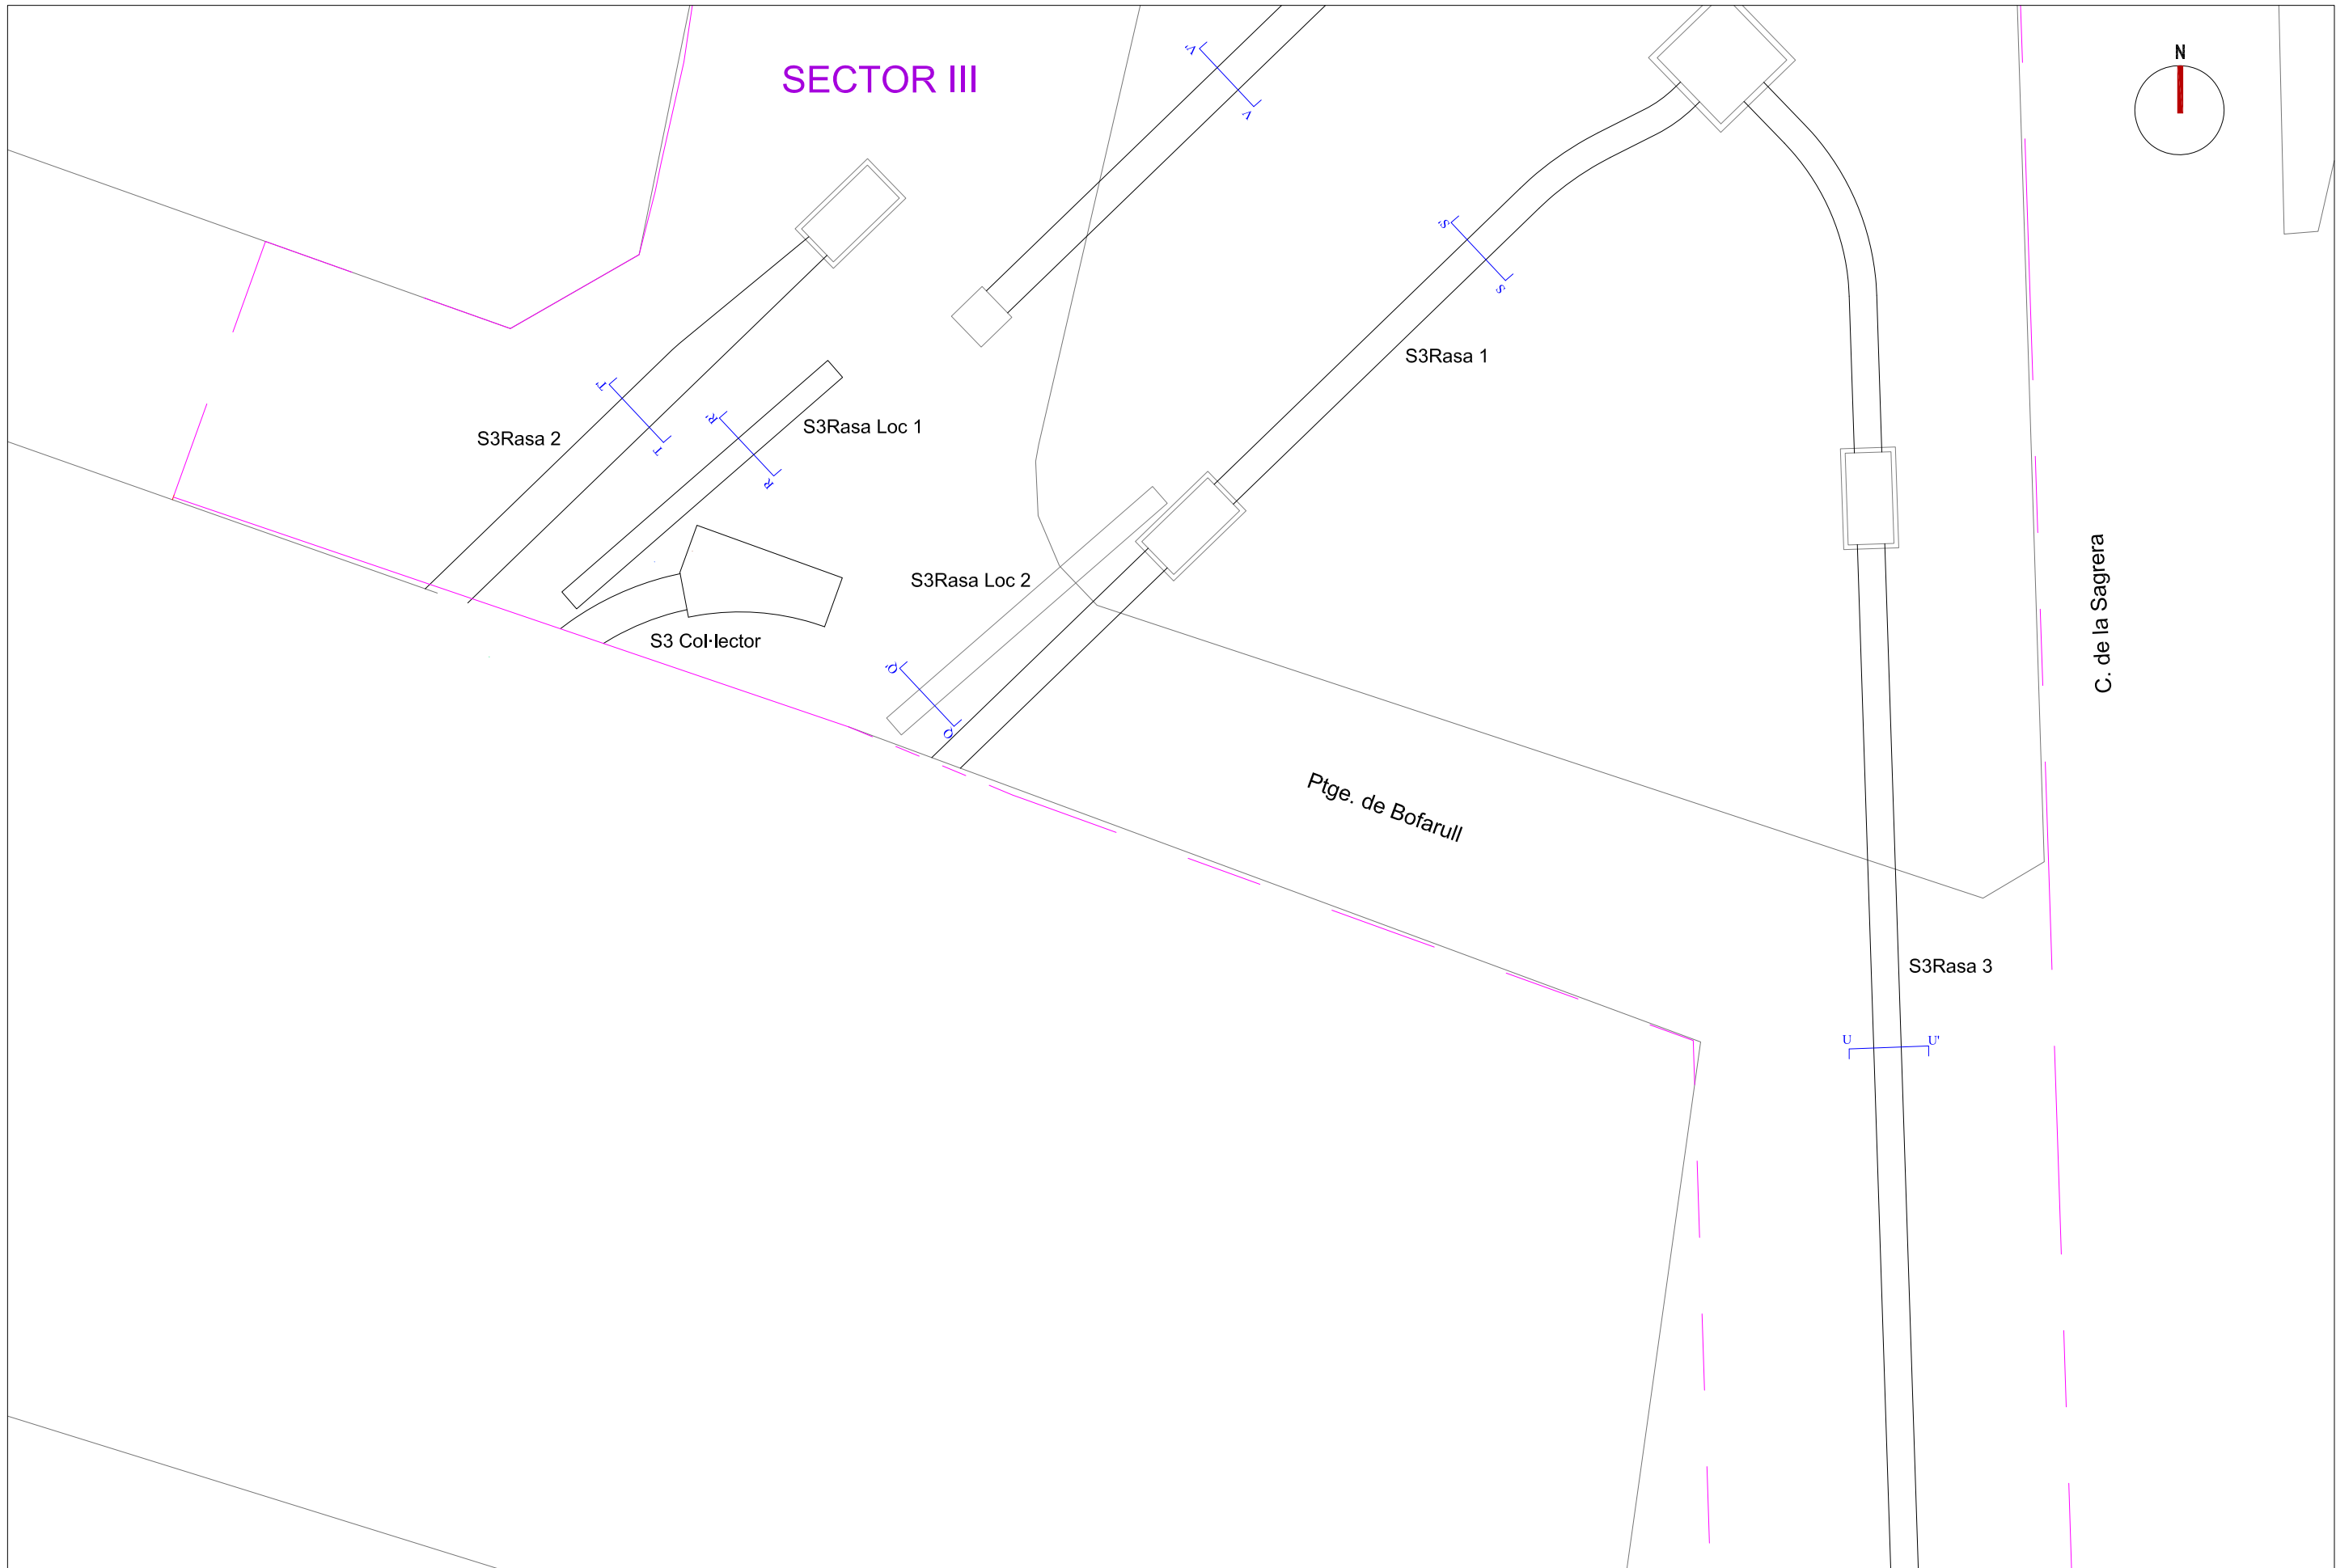 SECTOR III
N
V'
V
S'
S
S3Rasa 1
T'
T
S3Rasa 2
R'
R
S3Rasa Loc 1
S3Rasa Loc 2
S3 Col·lector
Q'
Q
C. de la Sagrera
Ptge. de Bofarull
S3Rasa 3
U
U'